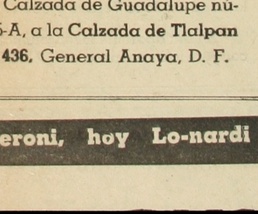 Calzada de Guadalupe nú-
5-A, a la Calzada de Tlalpan
436, General Anaya, D. F.
eroni, hoy Lo-nardi